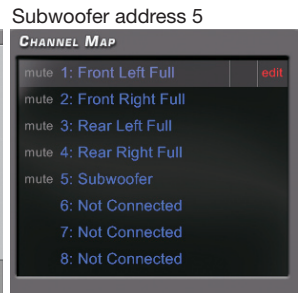 Subwoofer address 5
CHANNEL MAP
mute 1: Front Left Full edit
mute 2: Front Right Full
mute 3: Rear Left Full
mute 4: Rear Right Full
mute 5: Subwoofer
6: Not Connected
7: Not Connected
8: Not Connected